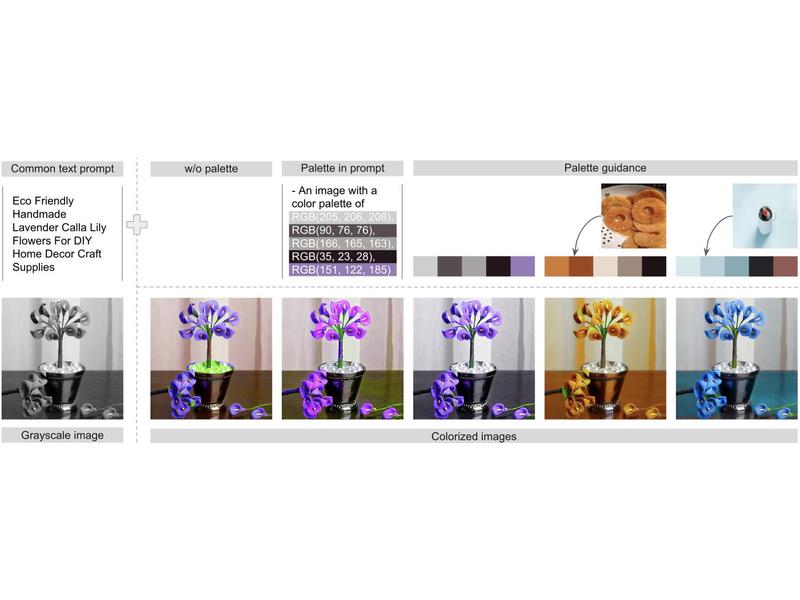 Common text prompt
w/o palette
Palette in prompt
Palette guidance
Eco Friendly
Handmade
Lavender Calla Lily
Flowers For DIY
Home Decor Craft
Supplies
- An image with a
color palette of
RGB(205, 206, 208),
RGB(90, 76, 76),
RGB(166, 165, 163),
RGB(35, 23, 28),
RGB(151, 122, 185)
Grayscale image
Colorized images